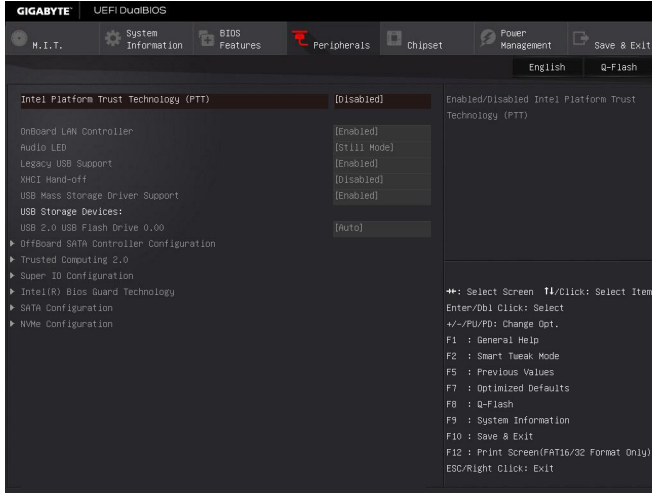 GIGABYTE™ UEFI DualBIOS
M.I.T.
System Information
BIOS Features
Peripherals
Chipset
Power Management
Save & Exit
English Q-Flash
Intel Platform Trust Technology (PTT) [Disabled]
OnBoard LAN Controller [Enabled]
Audio LED [Still Mode]
Legacy USB Support [Enabled]
XHCI Hand-off [Disabled]
USB Mass Storage Driver Support [Enabled]
USB Storage Devices:
USB 2.0 USB Flash Drive 0.00 [Auto]
OffBoard SATA Controller Configuration
Trusted Computing 2.0
Super IO Configuration
Intel(R) Bios Guard Technology
SATA Configuration
NVMe Configuration
Enabled/Disabled Intel Platform Trust
Technology (PTT)
→←: Select Screen ↑↓/Click: Select Item
Enter/Dbl Click: Select
+/-/PU/PD: Change Opt.
F1 : General Help
F2 : Smart Tweak Mode
F5 : Previous Values
F7 : Optimized Defaults
F8 : Q-Flash
F9 : System Information
F10 : Save & Exit
F12 : Print Screen(FAT16/32 Format Only)
ESC/Right Click: Exit